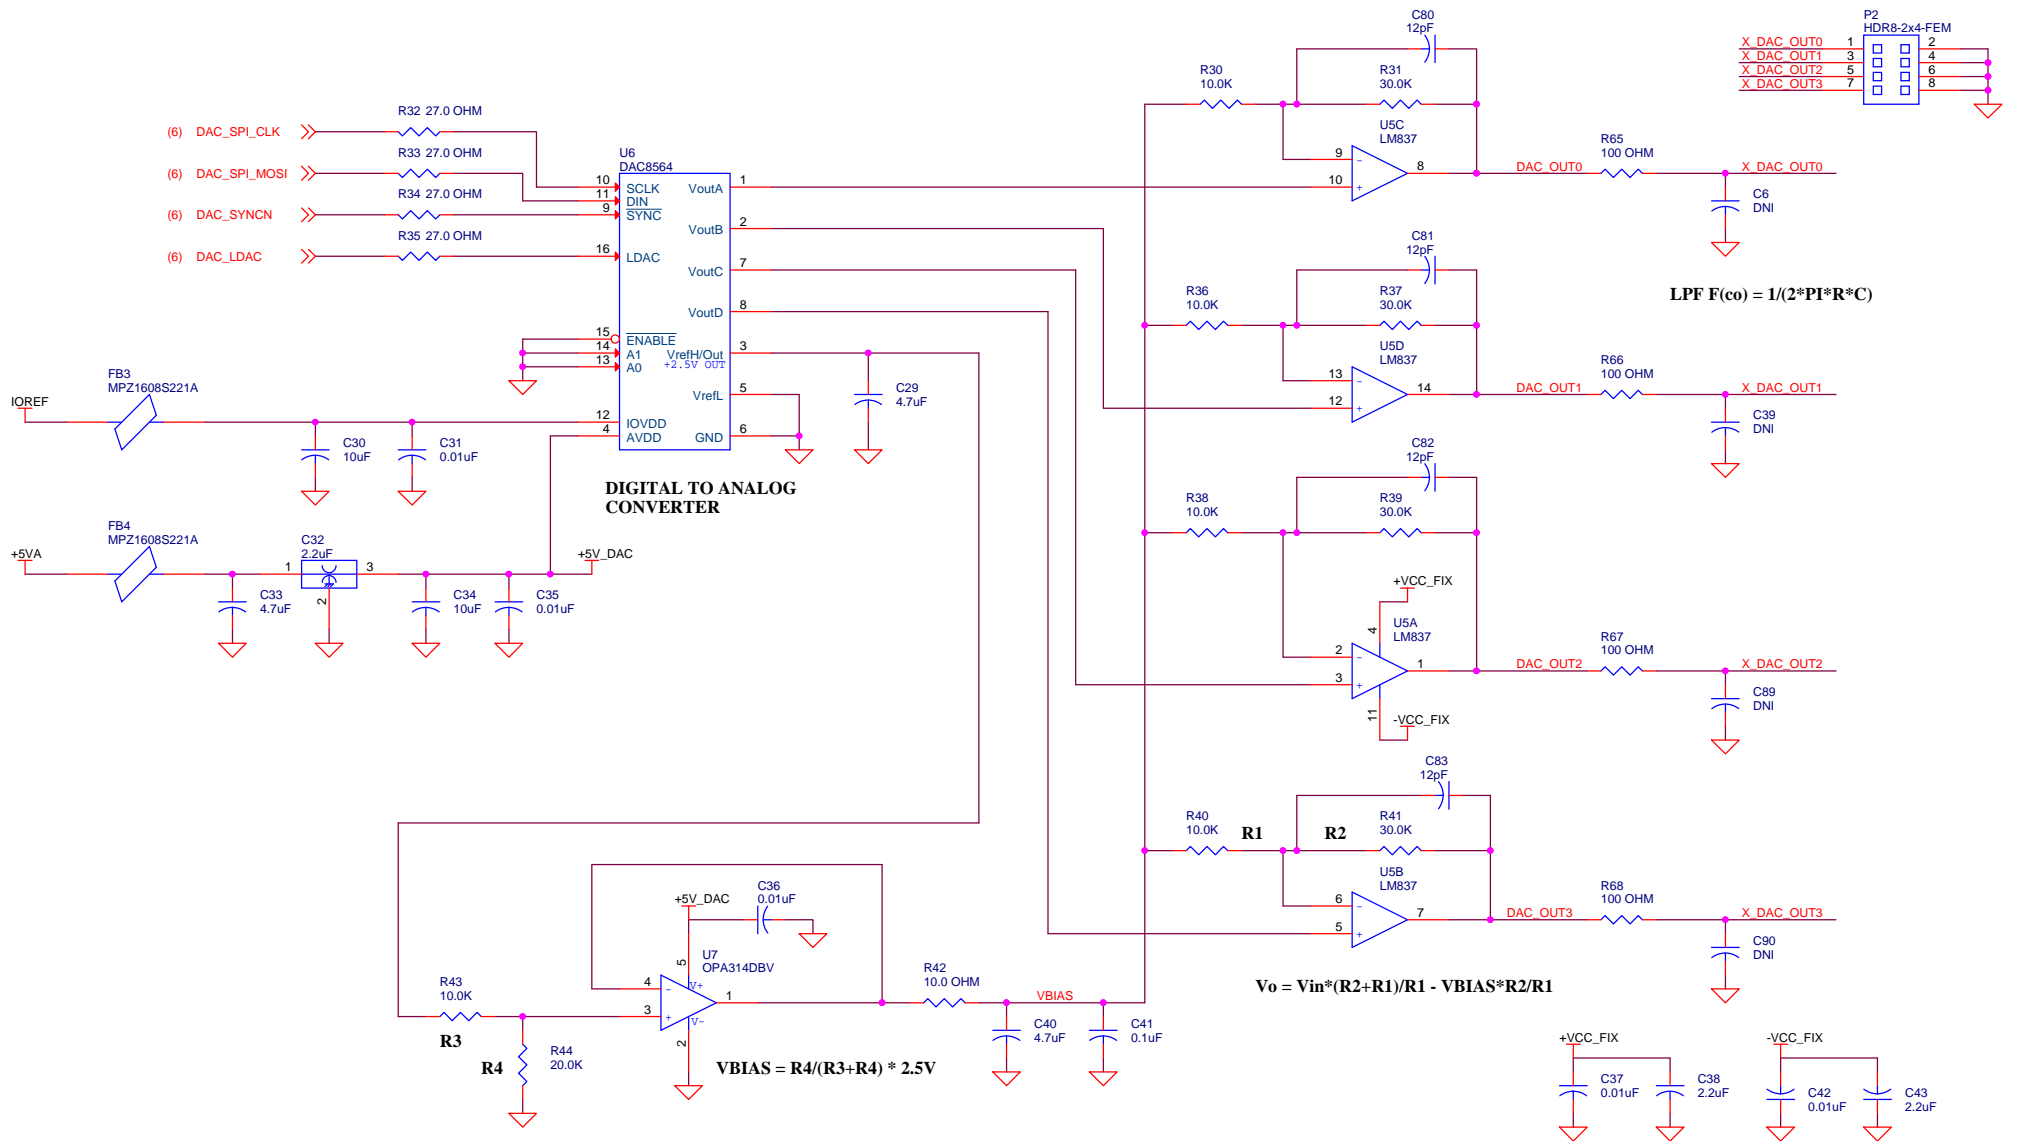 C80
12pF
P2
HDR8-2x4-FEM
X_DAC_OUT0 1 2
X_DAC_OUT1 3 4
X_DAC_OUT2 5 6
X_DAC_OUT3 7 8
R30
10.0K
R31
30.0K
U5C
LM837
9
10
8
-
+
DAC_OUT0
R65
100 OHM
X_DAC_OUT0
C6
DNI
(6) DAC_SPI_CLK
R32 27.0 OHM
(6) DAC_SPI_MOSI
R33 27.0 OHM
(6) DAC_SYNCN
R34 27.0 OHM
(6) DAC_LDAC
R35 27.0 OHM
U6
DAC8564
10 SCLK
11 DIN
9 SYNC
16 LDAC
15 ENABLE
14 A1
13 A0
12 IOVDD
4 AVDD
VoutA 1
VoutB 2
VoutC 7
VoutD 8
VrefH/Out 3
+2.5V OUT
VrefL 5
GND 6
C29
4.7uF
DIGITAL TO ANALOG
CONVERTER
C81
12pF
R36
10.0K
R37
30.0K
U5D
LM837
13
12
14
-
+
DAC_OUT1
R66
100 OHM
X_DAC_OUT1
C39
DNI
LPF F(co) = 1/(2*PI*R*C)
FB3
MPZ1608S221A
IOREF
C30
10uF
C31
0.01uF
FB4
MPZ1608S221A
+5VA
C32
2.2uF
1
3
2
+5V_DAC
C33
4.7uF
C34
10uF
C35
0.01uF
C82
12pF
R38
10.0K
R39
30.0K
+VCC_FIX
4
U5A
LM837
2
3
1
-
+
11
-VCC_FIX
DAC_OUT2
R67
100 OHM
X_DAC_OUT2
C89
DNI
C83
12pF
R40
10.0K
R1
R2
R41
30.0K
U5B
LM837
6
5
7
-
+
DAC_OUT3
R68
100 OHM
X_DAC_OUT3
C90
DNI
Vo = Vin*(R2+R1)/R1 - VBIAS*R2/R1
+5V_DAC
C36
0.01uF
5
U7
OPA314DBV
4
3
1
-
+
V+
V-
2
R43
10.0K
R3
R4
R44
20.0K
R42
10.0 OHM
VBIAS
C40
4.7uF
C41
0.1uF
VBIAS = R4/(R3+R4) * 2.5V
+VCC_FIX
C37
0.01uF
C38
2.2uF
-VCC_FIX
C42
0.01uF
C43
2.2uF